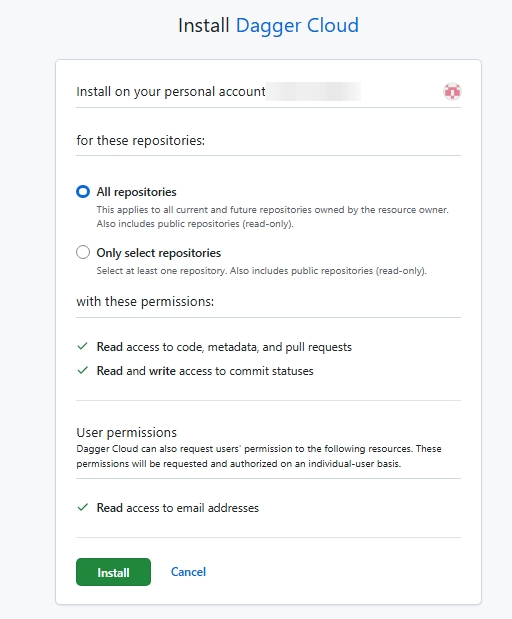 Install Dagger Cloud
Install on your personal account
for these repositories:
All repositories
This applies to all current and future repositories owned by the resource owner.
Also includes public repositories (read-only).
Only select repositories
Select at least one repository. Also includes public repositories (read-only).
with these permissions:
Read access to code, metadata, and pull requests
Read and write access to commit statuses
User permissions
Dagger Cloud can also request users' permission to the following resources. These
permissions will be requested and authorized on an individual-user basis.
Read access to email addresses
Install Cancel